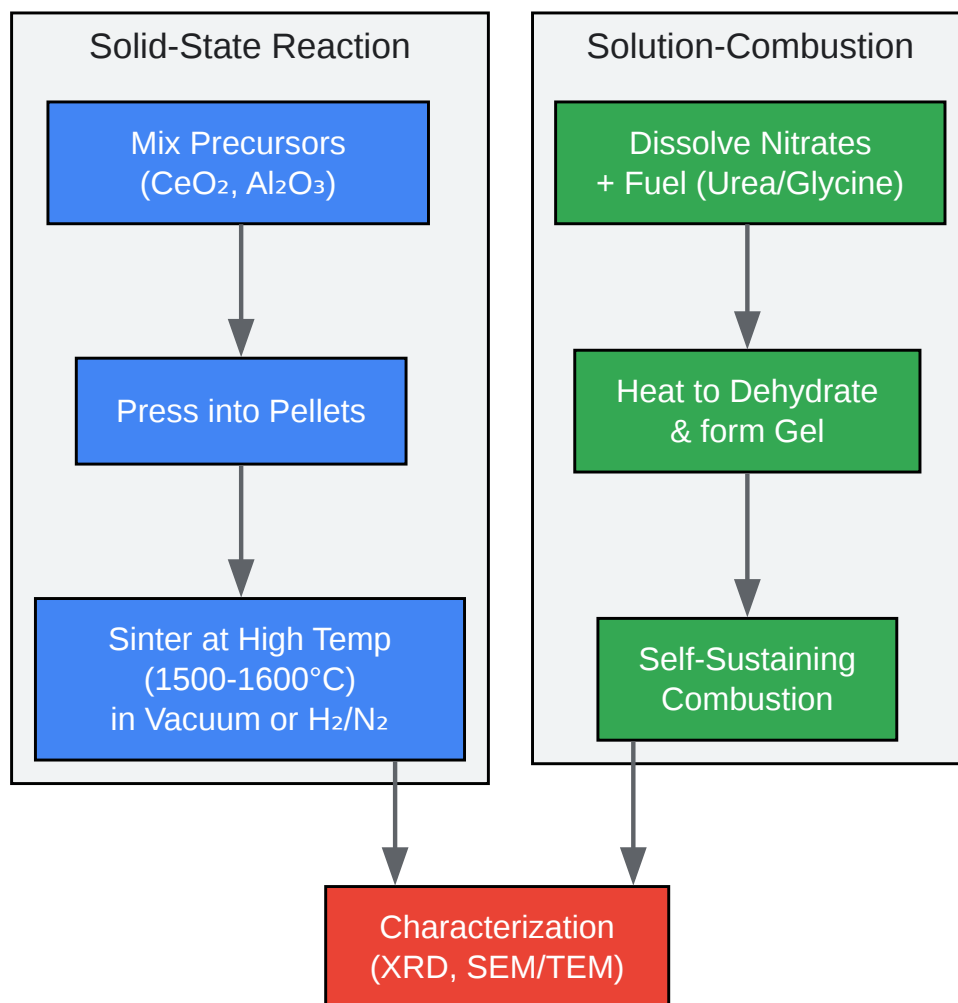 Solid-State Reaction
Mix Precursors
(CeO₂, Al₂O₃)
Press into Pellets
Sinter at High Temp
(1500-1600°C)
in Vacuum or H₂/N₂
Solution-Combustion
Dissolve Nitrates
+ Fuel (Urea/Glycine)
Heat to Dehydrate
& form Gel
Self-Sustaining
Combustion
Characterization
(XRD, SEM/TEM)